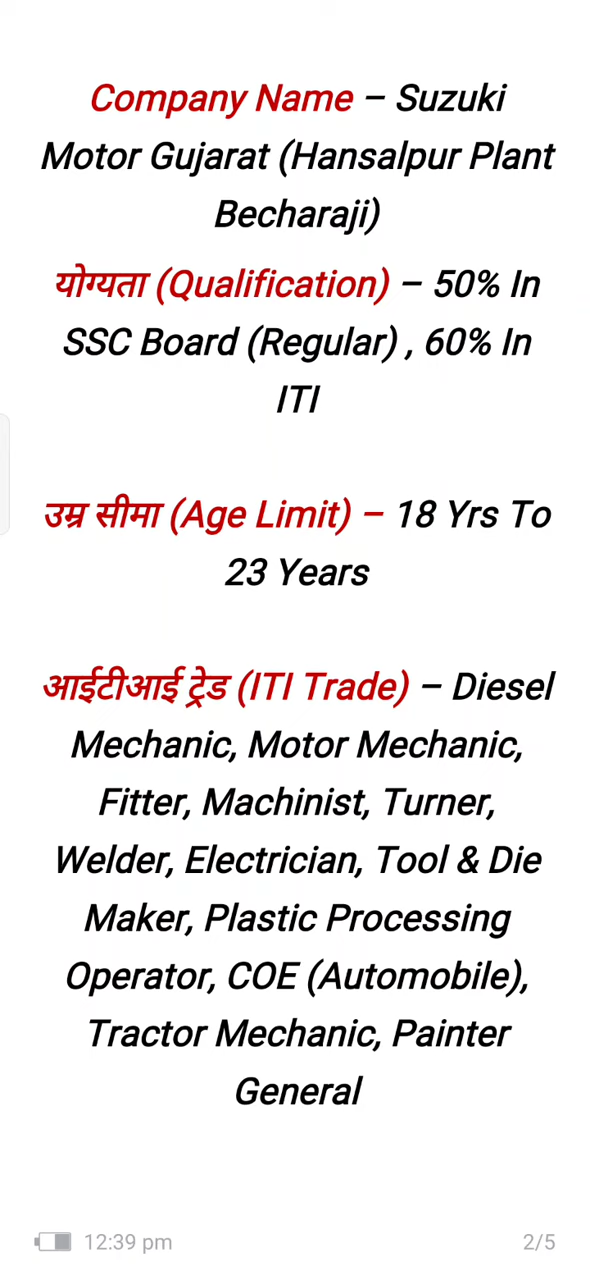 Company Name – Suzuki
Motor Gujarat (Hansalpur Plant
Becharaji)
योग्यता (Qualification) – 50% In
SSC Board (Regular) , 60% In
ITI
उम्र सीमा (Age Limit) – 18 Yrs To
23 Years
आईटीआई ट्रेड (ITI Trade) – Diesel
Mechanic, Motor Mechanic,
Fitter, Machinist, Turner,
Welder, Electrician, Tool & Die
Maker, Plastic Processing
Operator, COE (Automobile),
Tractor Mechanic, Painter
General
12:39 pm 2/5